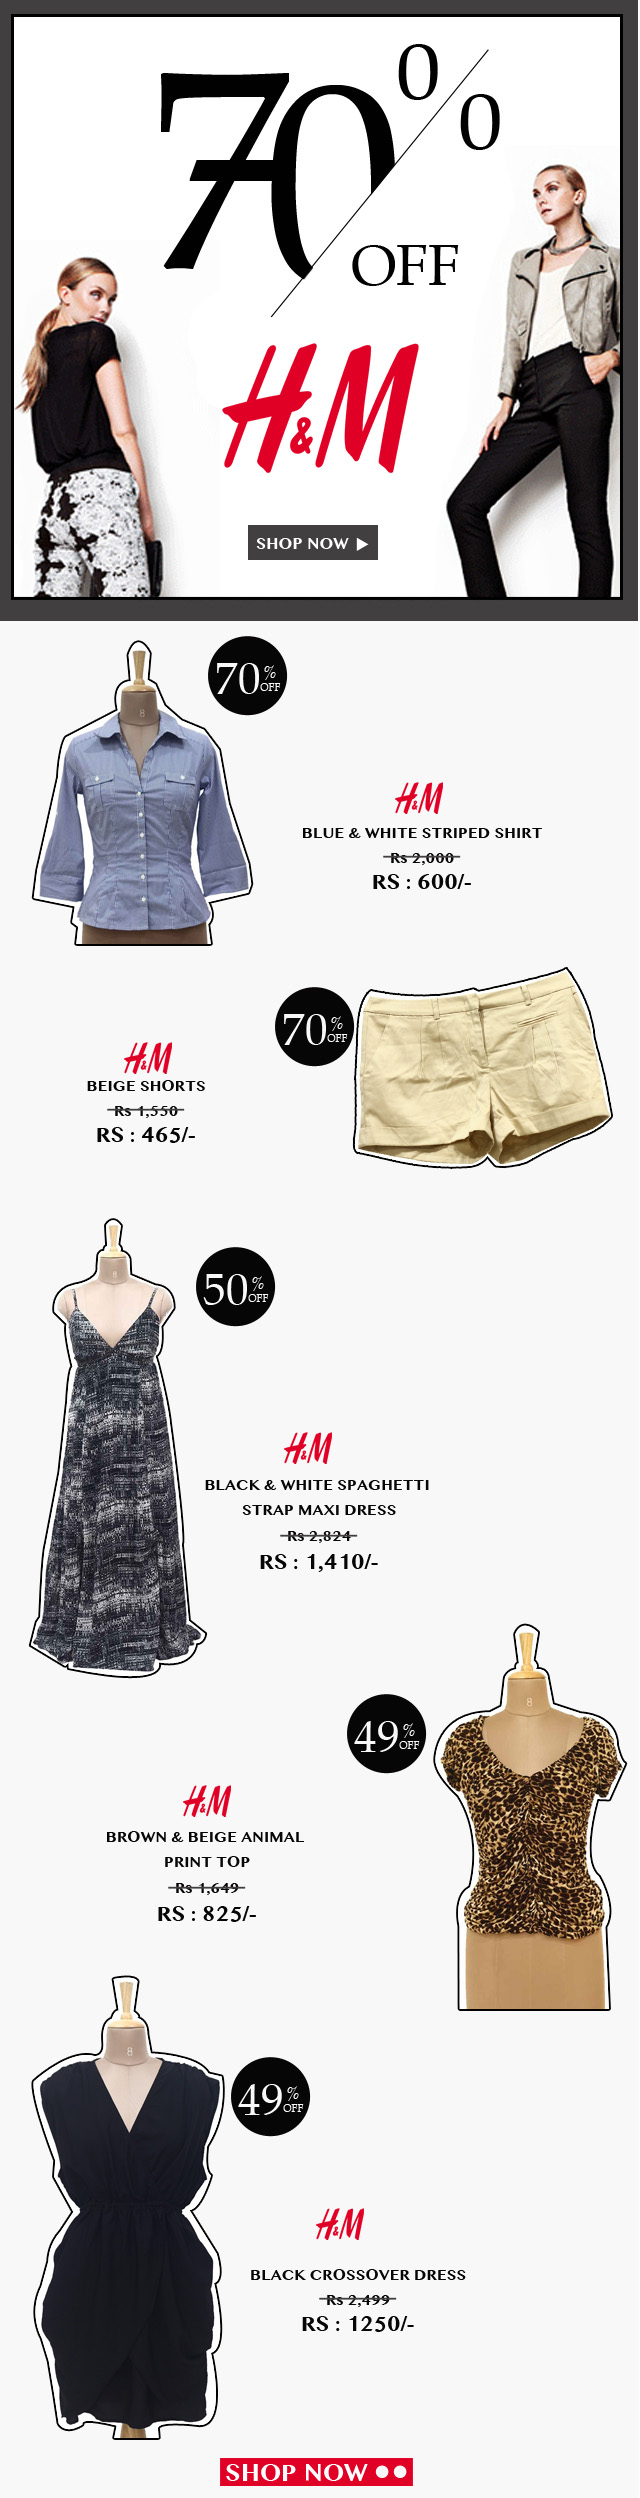 70%
OFF
H&M
SHOP NOW
70% OFF
H&M
BLUE & WHITE STRIPED SHIRT
Rs 2,000
RS : 600/-
70% OFF
H&M
BEIGE SHORTS
Rs 1,550
RS : 465/-
50% OFF
H&M
BLACK & WHITE SPAGHETTI
STRAP MAXI DRESS
Rs 2,824
RS : 1,410/-
49% OFF
H&M
BROWN & BEIGE ANIMAL
PRINT TOP
Rs 1,649
RS : 825/-
49% OFF
H&M
BLACK CROSSOVER DRESS
Rs 2,499
RS : 1250/-
SHOP NOW